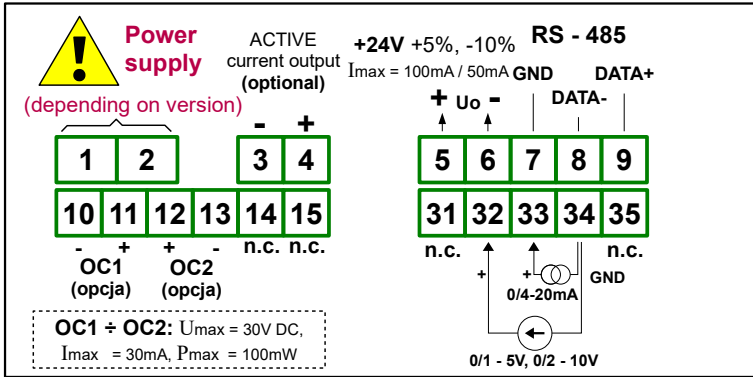 Power
supply
(depending on version)
ACTIVE
current output
(optional)
- +
+24V +5%, -10%
Imax = 100mA / 50mA
+ Uo -
RS - 485
GND
DATA-
DATA+
1 2 3 4 5 6 7 8 9
10 11 12 13 14 15 31 32 33 34 35
- + + - n.c. n.c. n.c. n.c.
OC1
(opcja)
OC2
(opcja)
+ +
GND
0/4-20mA
0/1 - 5V, 0/2 - 10V
OC1 ÷ OC2: Umax = 30V DC,
Imax = 30mA, Pmax = 100mW